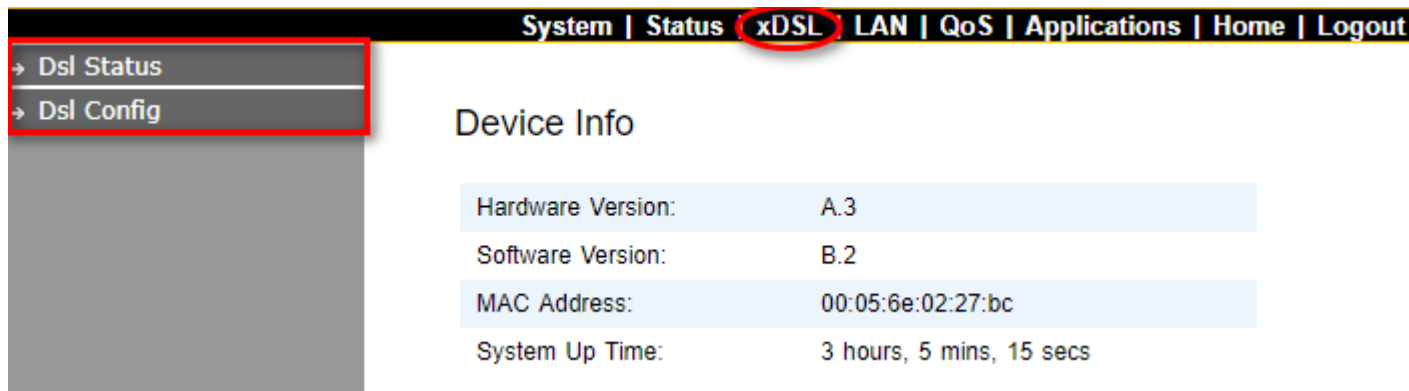 System | Status | xDSL | LAN | QoS | Applications | Home | Logout
→ Dsl Status
→ Dsl Config
Device Info
Hardware Version: A.3
Software Version: B.2
MAC Address: 00:05:6e:02:27:bc
System Up Time: 3 hours, 5 mins, 15 secs